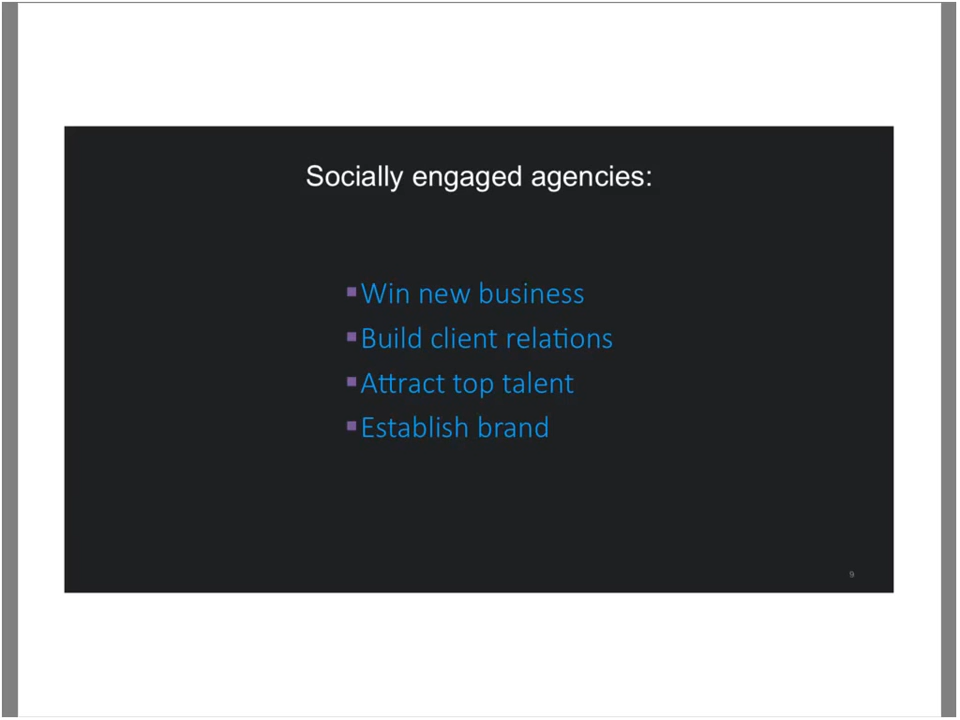 Socially engaged agencies:
▪Win new business
▪Build client relations
▪Attract top talent
▪Establish brand
9